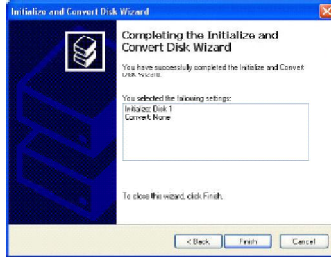 Initialize and Convert Disk Wizard
Completing the Initialize and
Convert Disk Wizard
You have successfully completed the Initialize and Convert
Disk Wizard.
You selected the following settings:
Initialize: Disk 1
Convert: None
To close this wizard, click Finish.
< Back
Finish
Cancel